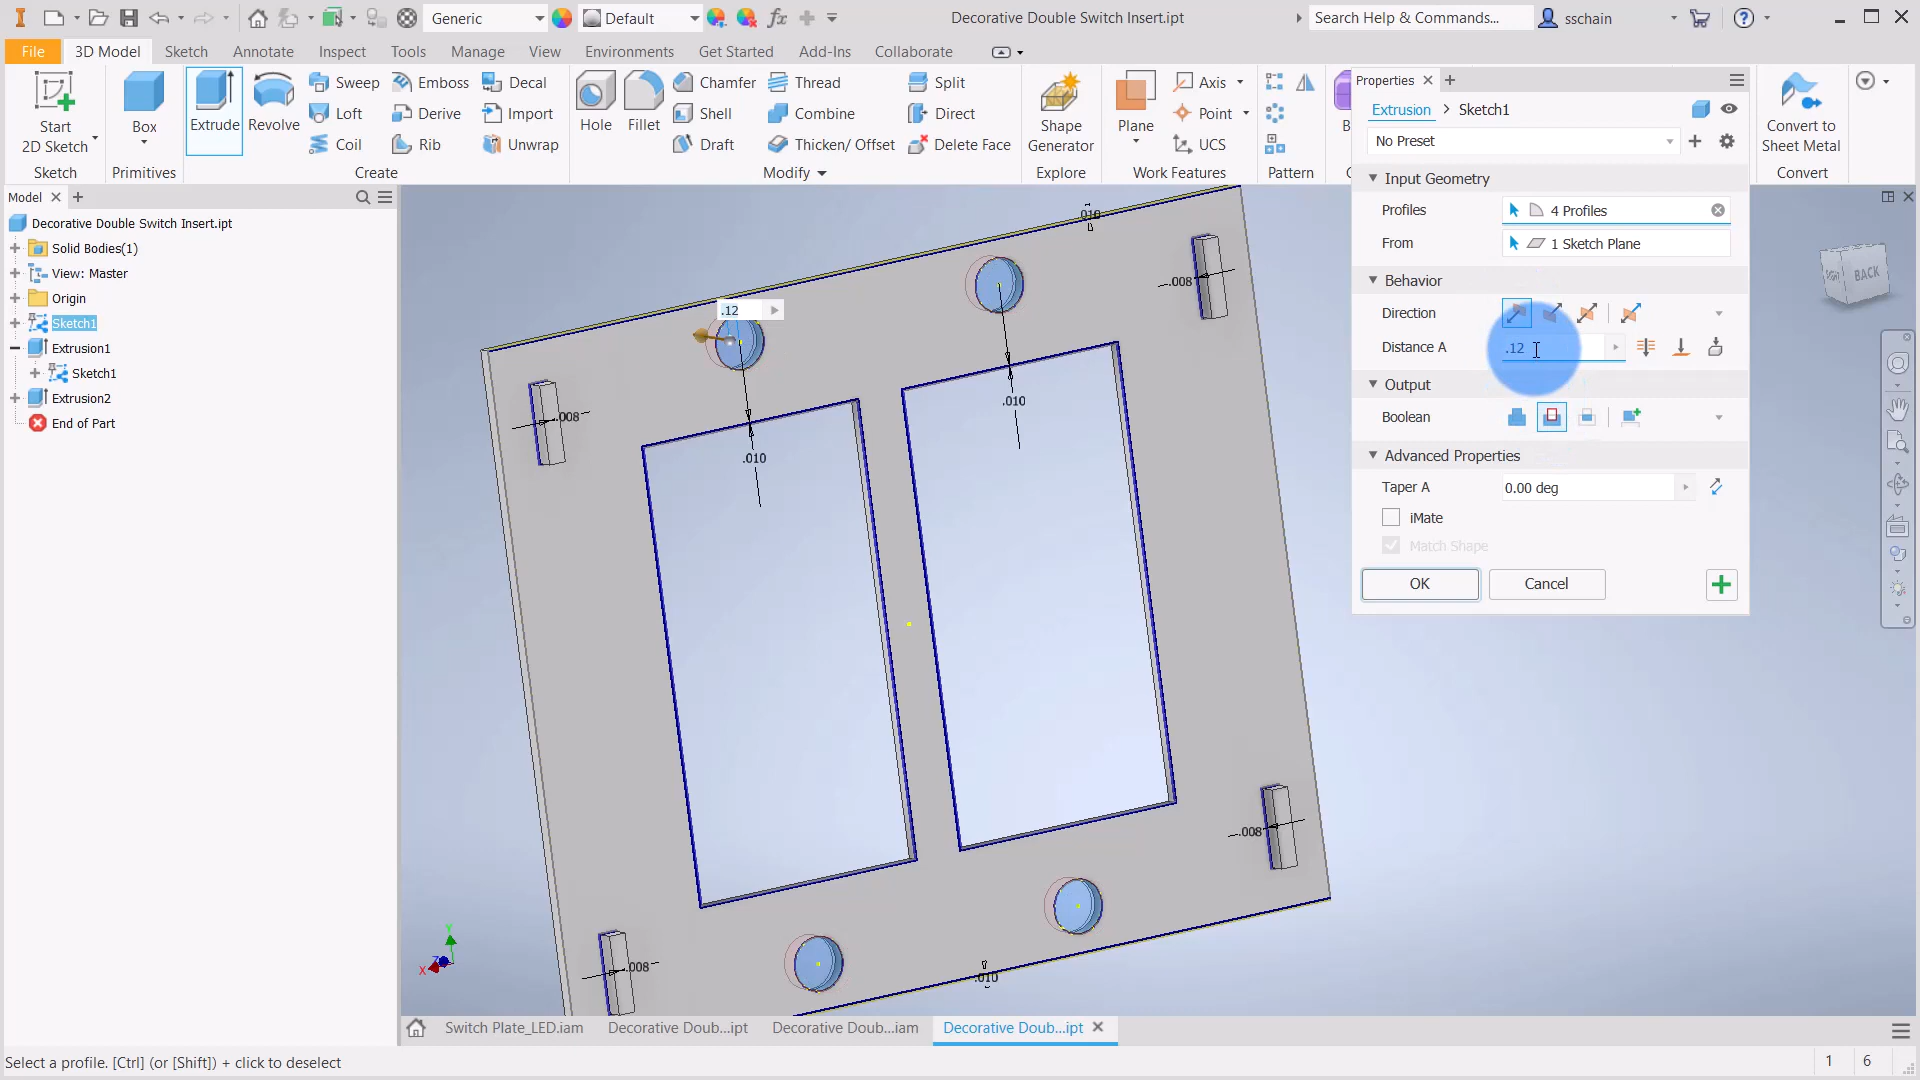 Generic
Default
fx
Decorative Double Switch Insert.ipt
Search Help & Commands...
sschain
File
3D Model
Sketch
Annotate
Inspect
Tools
Manage
View
Environments
Get Started
Add-Ins
Collaborate
Start
2D Sketch
Sketch
Box
Primitives
Extrude
Revolve
Sweep
Loft
Coil
Emboss
Derive
Rib
Decal
Import
Unwrap
Create
Hole
Fillet
Chamfer
Shell
Draft
Thread
Combine
Thicken/ Offset
Split
Direct
Delete Face
Modify
Shape
Generator
Explore
Plane
Axis
Point
UCS
Work Features
Pattern
Convert to
Sheet Metal
Convert
Properties
Extrusion > Sketch1
No Preset
Input Geometry
Profiles
4 Profiles
From
1 Sketch Plane
Behavior
Direction
Distance A
.12
Output
Boolean
Advanced Properties
Taper A
0.00 deg
iMate
Match Shape
OK
Cancel
Model
Decorative Double Switch Insert.ipt
Solid Bodies(1)
View: Master
Origin
Sketch1
Extrusion1
Sketch1
Extrusion2
End of Part
.010
.008
.12
.008
.010
.010
.008
.008
.010
BACK
Y
X
Z
Switch Plate_LED.iam
Decorative Doub...ipt
Decorative Doub...iam
Decorative Doub...ipt
Select a profile. [Ctrl] (or [Shift]) + click to deselect
1
6